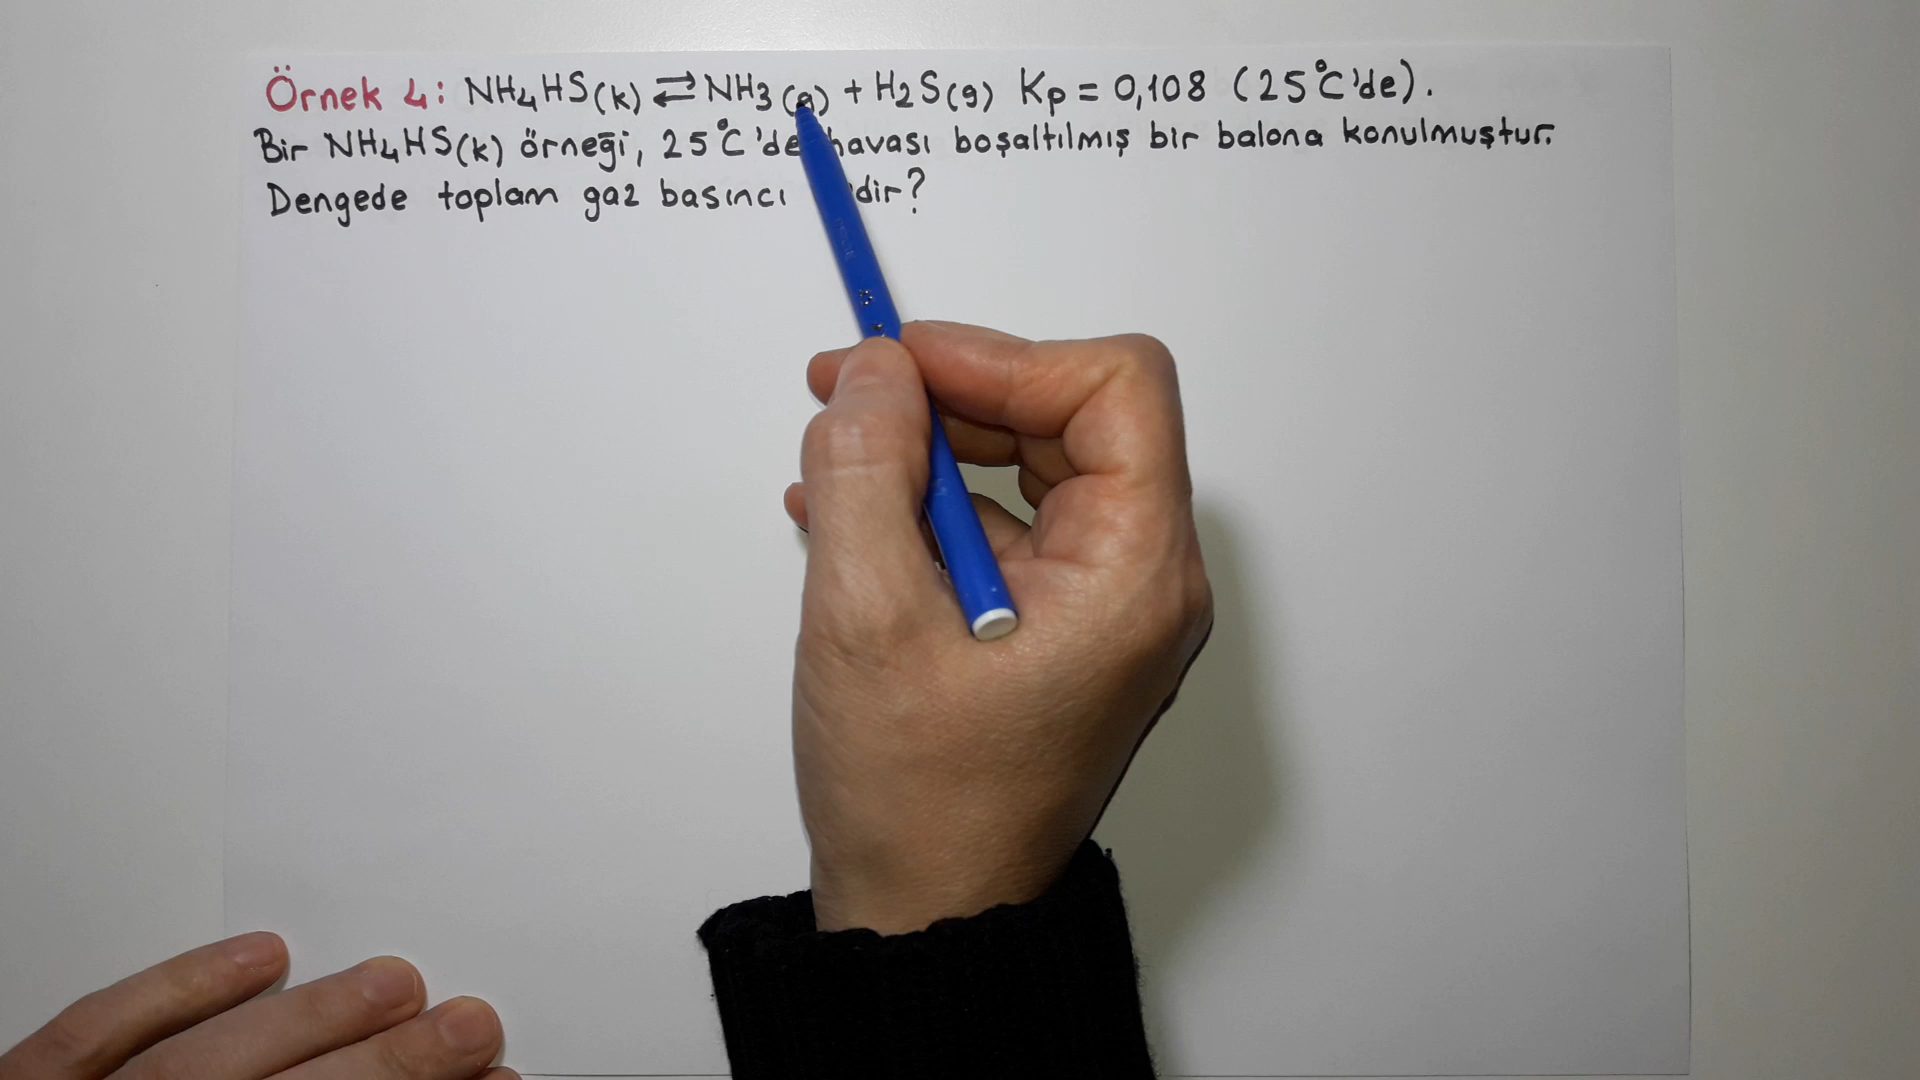 Örnek 4: NH4HS(k) ⇄ NH3(g) + H2S(g) Kp = 0,108 (25°C'de).
Bir NH4HS(k) örneği, 25°C'de havası boşaltılmış bir balona konulmuştur.
Dengede toplam gaz basıncı dir?